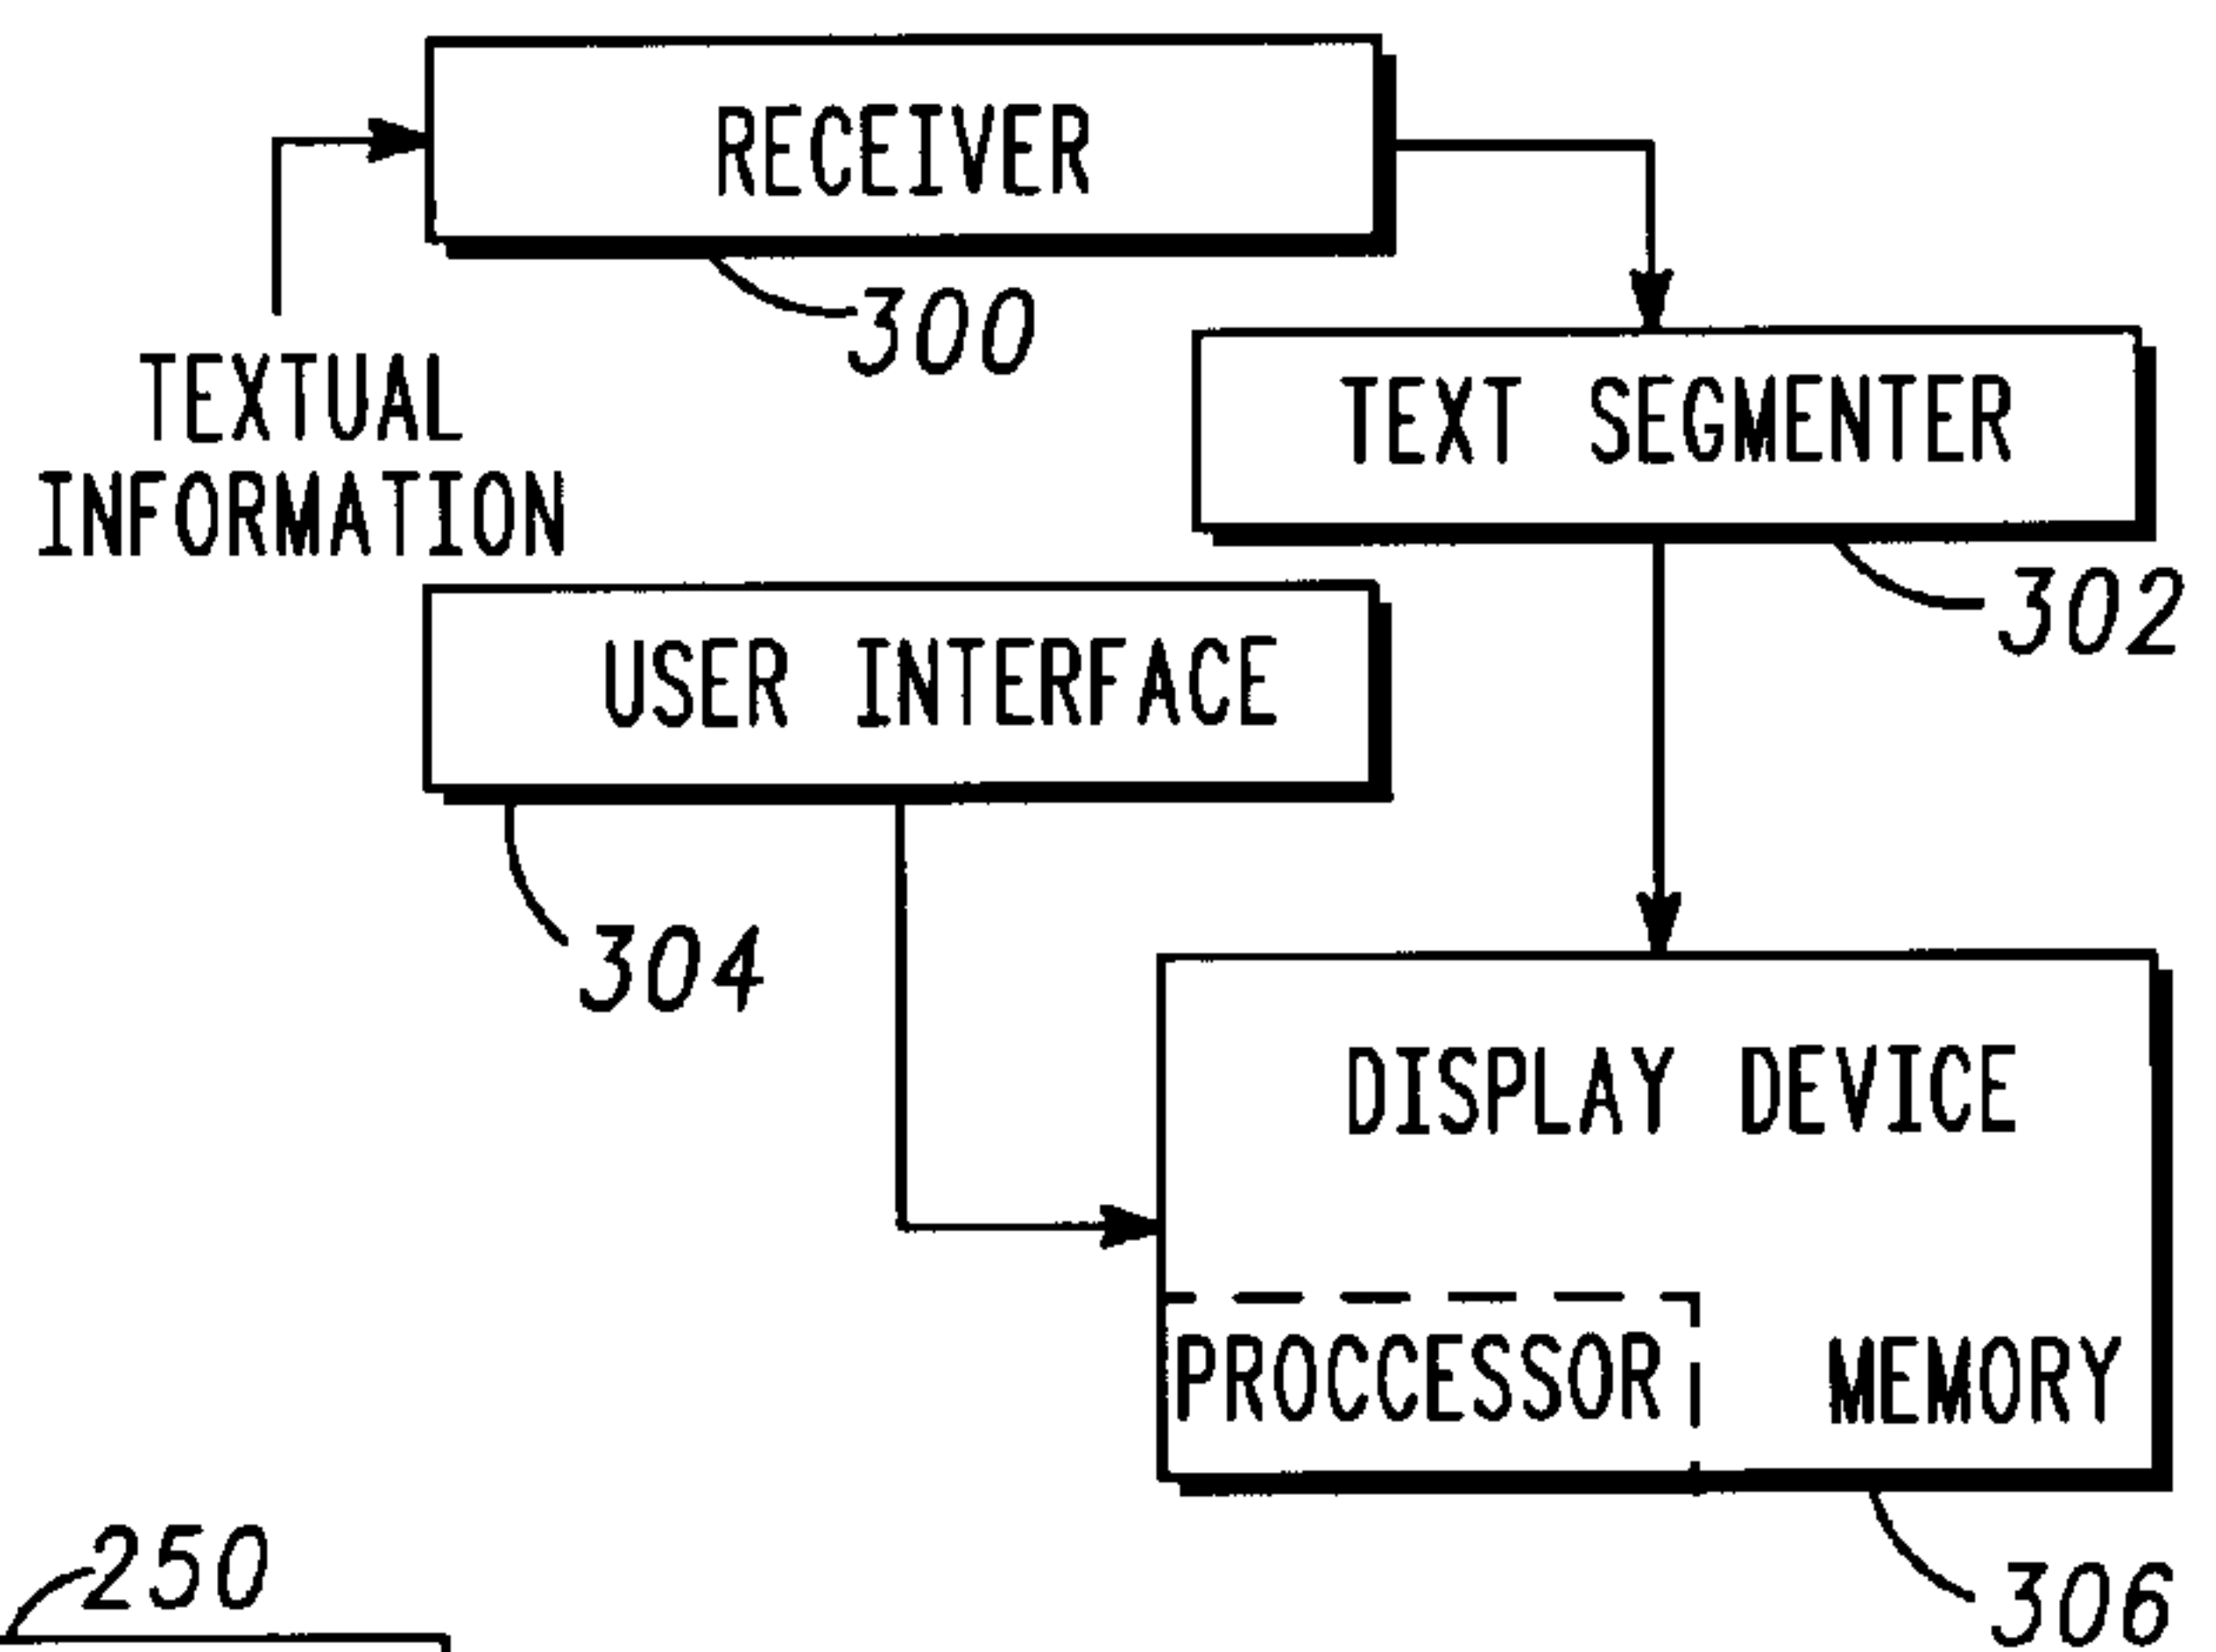 RECEIVER
300
TEXTUAL
INFORMATION
TEXT SEGMENTER
302
USER INTERFACE
304
DISPLAY DEVICE
PROCCESSOR MEMORY
306
250